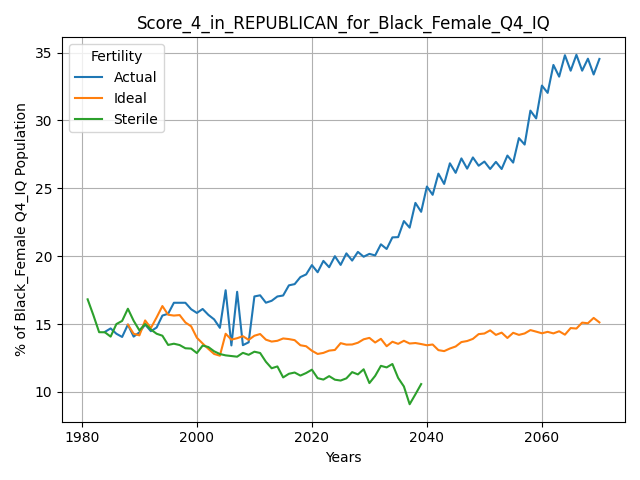 Score_4_in_REPUBLICAN_for_Black_Female_Q4_IQ
Fertility
Actual
Ideal
Sterile
% of Black_Female Q4_IQ Population
35
30
25
20
15
10
1980
2000
2020
2040
2060
Years